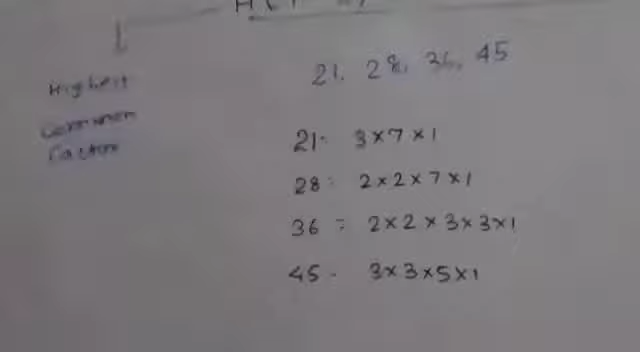 Highest
Common
Factor
21, 28, 36, 45
21- 3×7×1
28= 2×2×7×1
36 = 2×2×3×3×1
45- 3×3×5×1